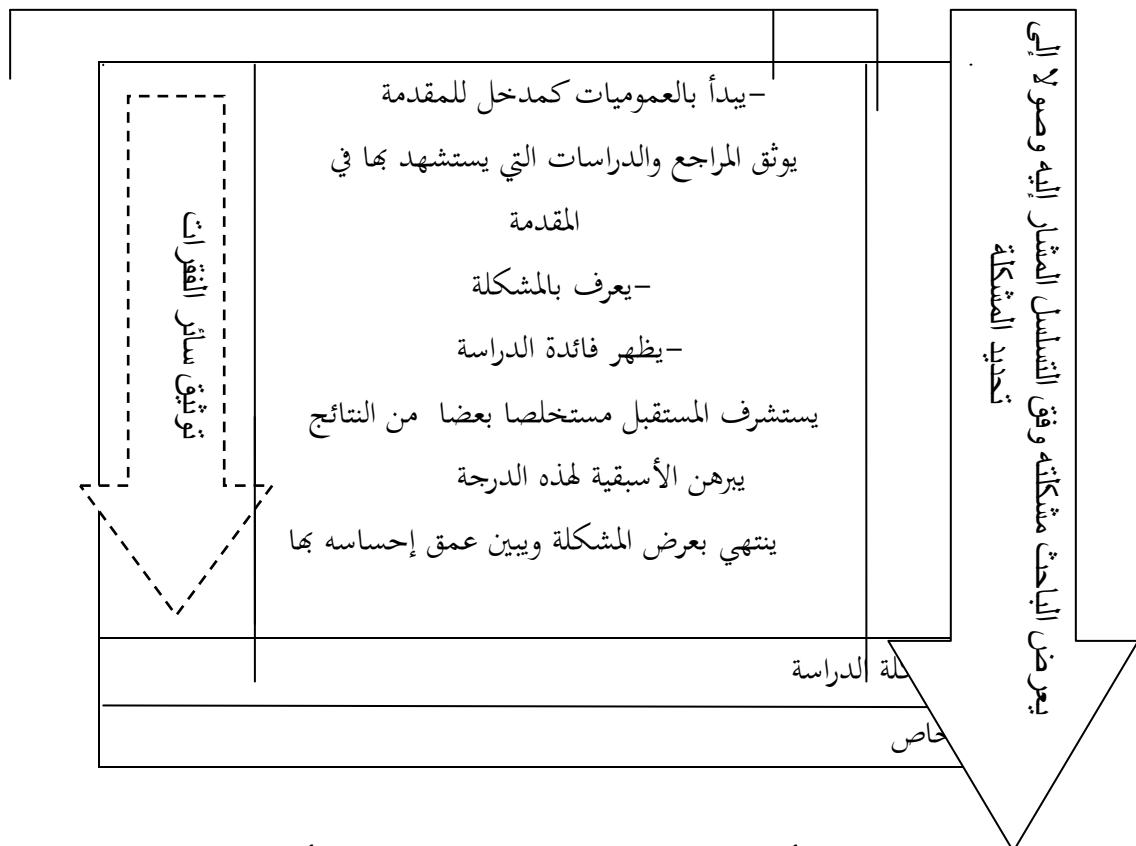 يعرض الباحث مشكلته وفق التسلسل المشار إليه وصولا إلى
تحديد المشكلة
-يبدأ بالعموميات كمدخل للمقدمة
يوثق المراجع والدراسات التي يستشهد بها في
المقدمة
-يعرف بالمشكلة
-يظهر فائدة الدراسة
يستشرف المستقبل مستخلصا بعضا من النتائج
يبرهن الأسبقية لهذه الدرجة
ينتهي بعرض المشكلة ويبين عمق إحساسه بها
توثيق سائر الفقرات
الدراسة